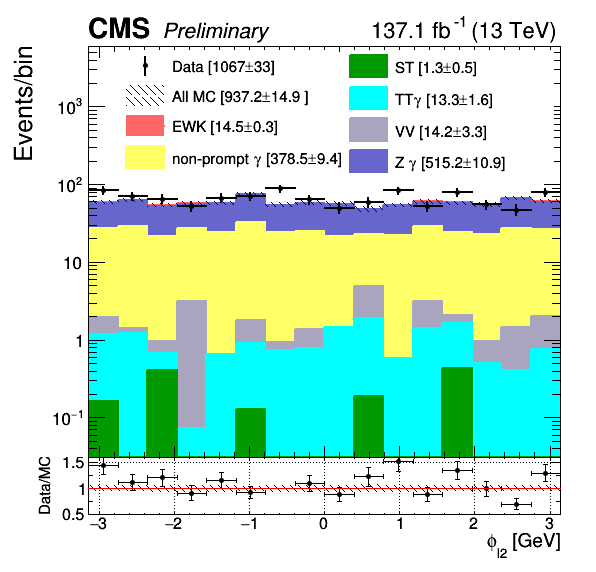 CMS Preliminary 137.1 fb⁻¹ (13 TeV)
Events/bin
Data [1067±33]
All MC [937.2±14.9 ]
EWK [14.5±0.3]
non-prompt γ [378.5±9.4]
ST [1.3±0.5]
TTγ [13.3±1.6]
VV [14.2±3.3]
Z γ [515.2±10.9]
10³
10²
10
1
10⁻¹
Data/MC
1.5
1
0.5
−3 −2 −1 0 1 2 3
ϕ_l2 [GeV]